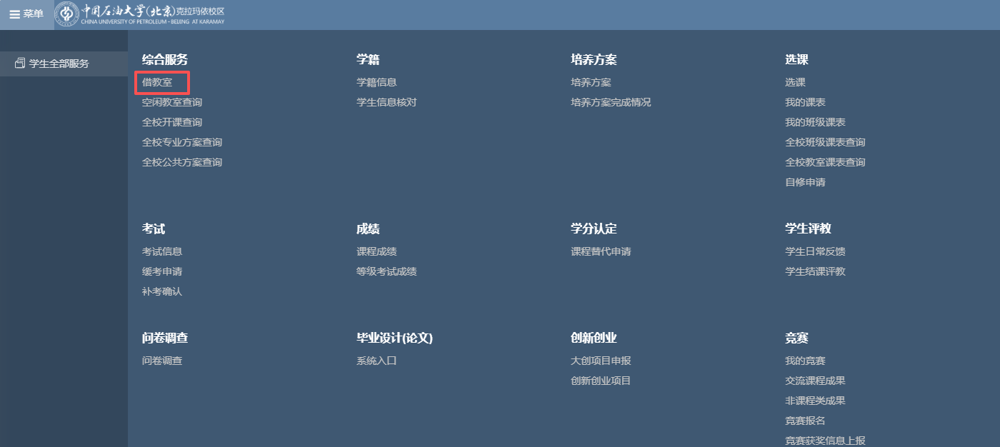 菜单
中国石油大学(北京)克拉玛依校区
CHINA UNIVERSITY OF PETROLEUM - BEIJING AT KARAMAY
学生全部服务
综合服务
借教室
空闲教室查询
全校开课查询
全校专业方案查询
全校公共方案查询
学籍
学籍信息
学生信息核对
培养方案
培养方案
培养方案完成情况
选课
选课
我的课表
我的班级课表
全校班级课表查询
全校教室课表查询
自修申请
考试
考试信息
缓考申请
补考确认
成绩
课程成绩
等级考试成绩
学分认定
课程替代申请
学生评教
学生日常反馈
学生结课评教
问卷调查
问卷调查
毕业设计(论文)
系统入口
创新创业
大创项目申报
创新创业项目
竞赛
我的竞赛
交流课程成果
非课程类成果
竞赛报名
竞赛获奖信息上报